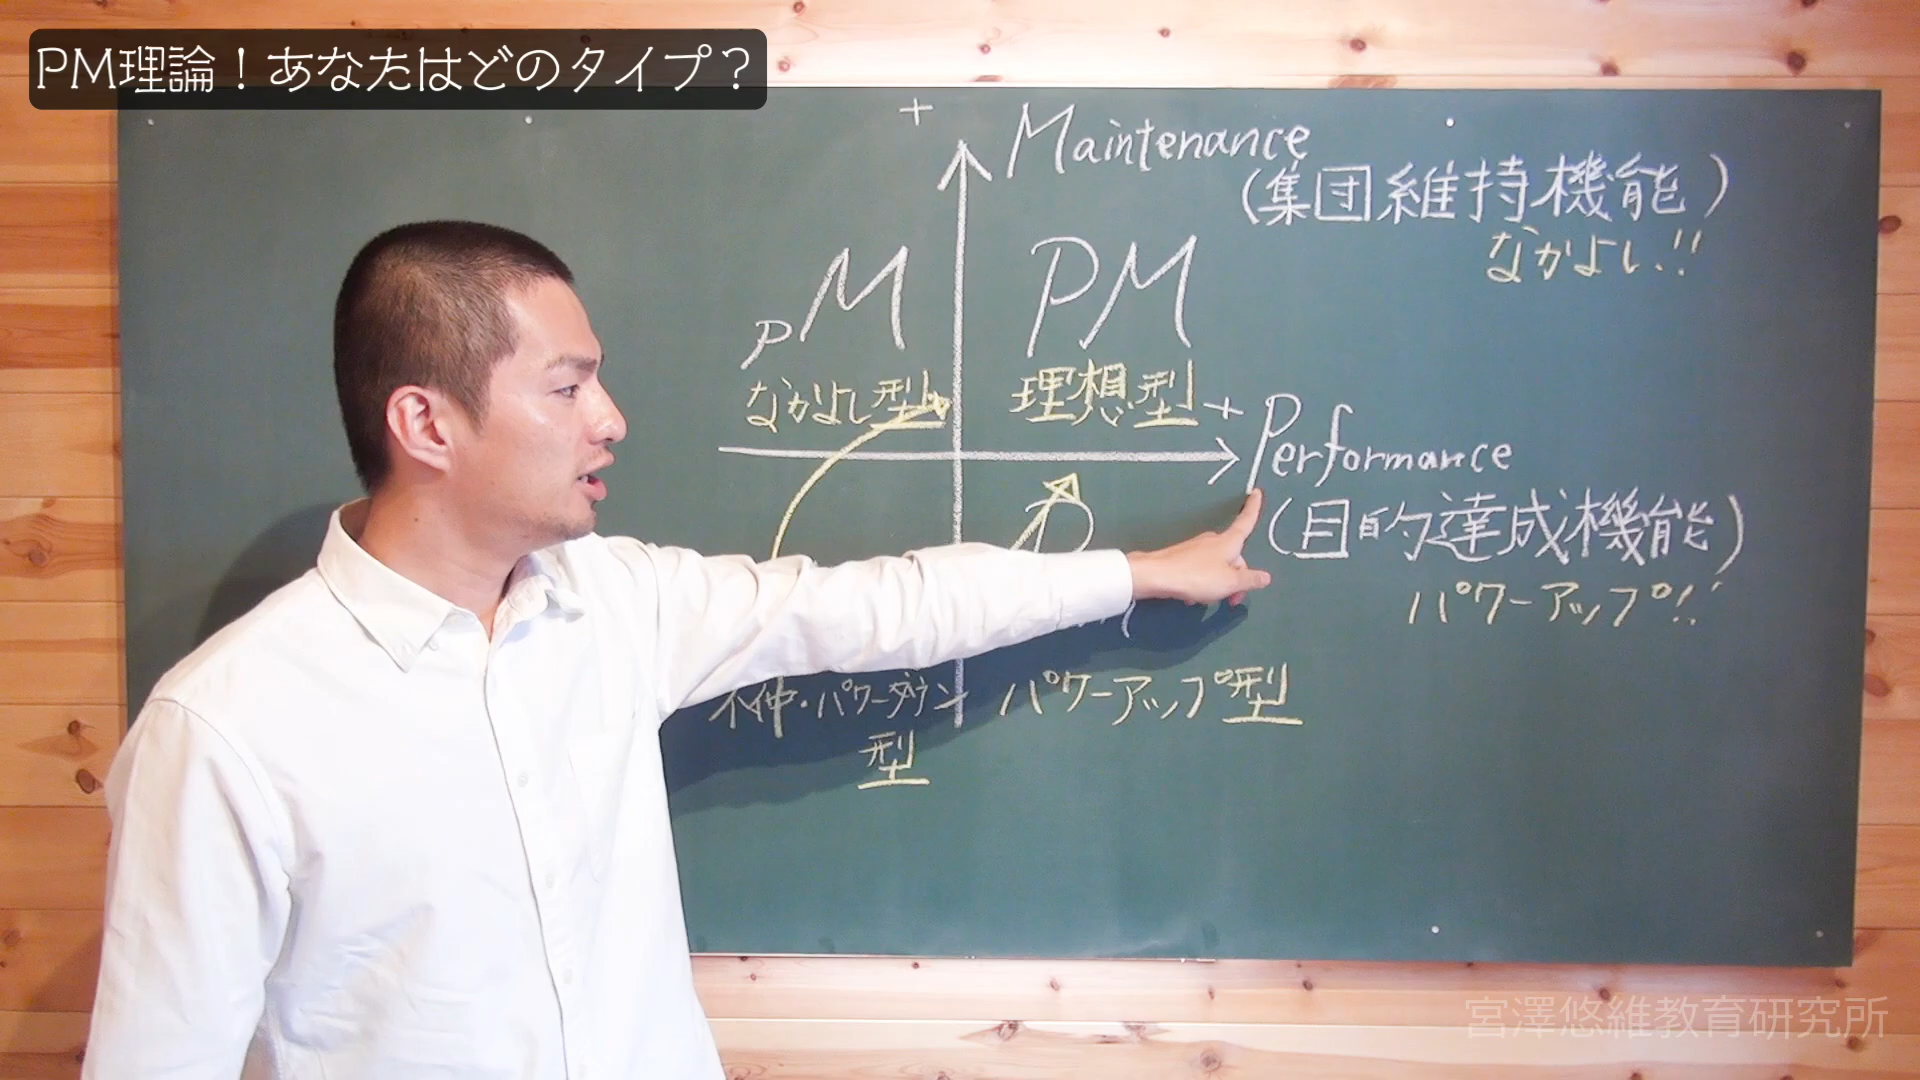 PM理論！あなたはどのタイプ？
+
Maintenance
(集団維持機能)
なかよし!!
pM
PM
なかよし型
理想型
+
Performance
(目的達成機能)
パワーアップ!!
P
不仲・パワーダウン
型
パワーアップ型
宮澤悠維教育研究所